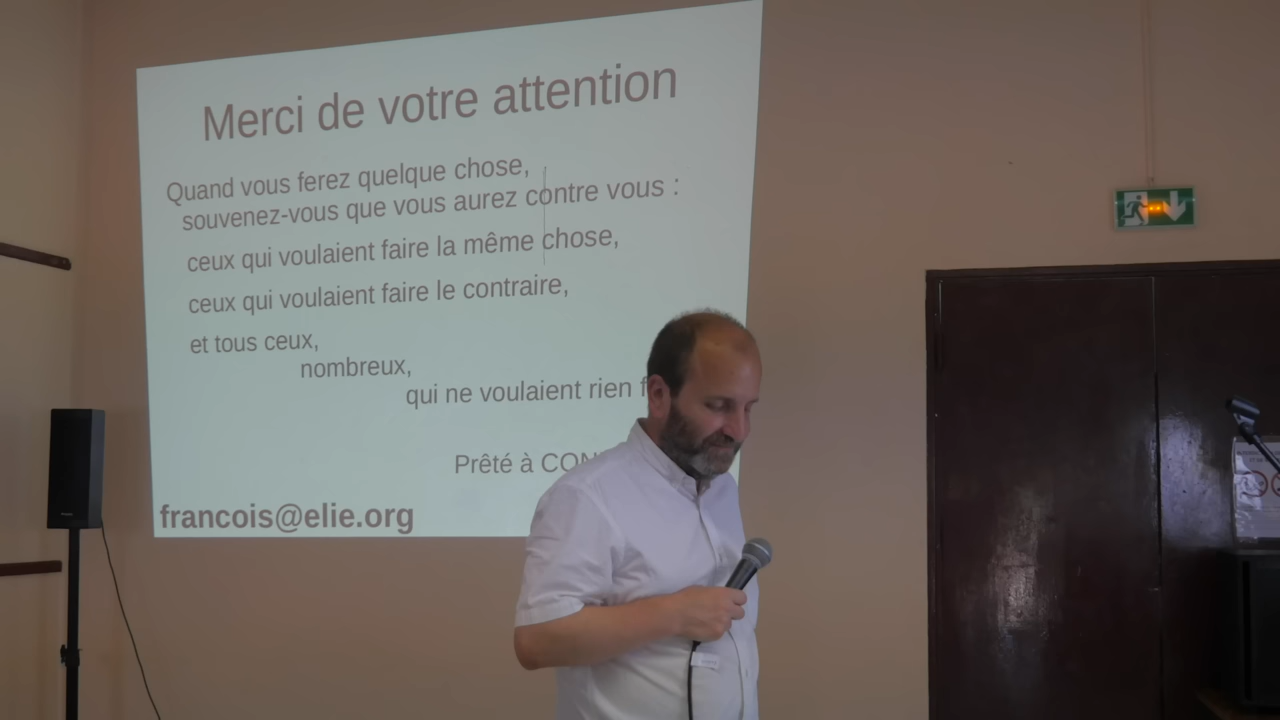 Merci de votre attention
Quand vous ferez quelque chose,
souvenez-vous que vous aurez contre vous :
ceux qui voulaient faire la même chose,
ceux qui voulaient faire le contraire,
et tous ceux,
nombreux,
qui ne voulaient rien
Prêté à
francois@elie.org